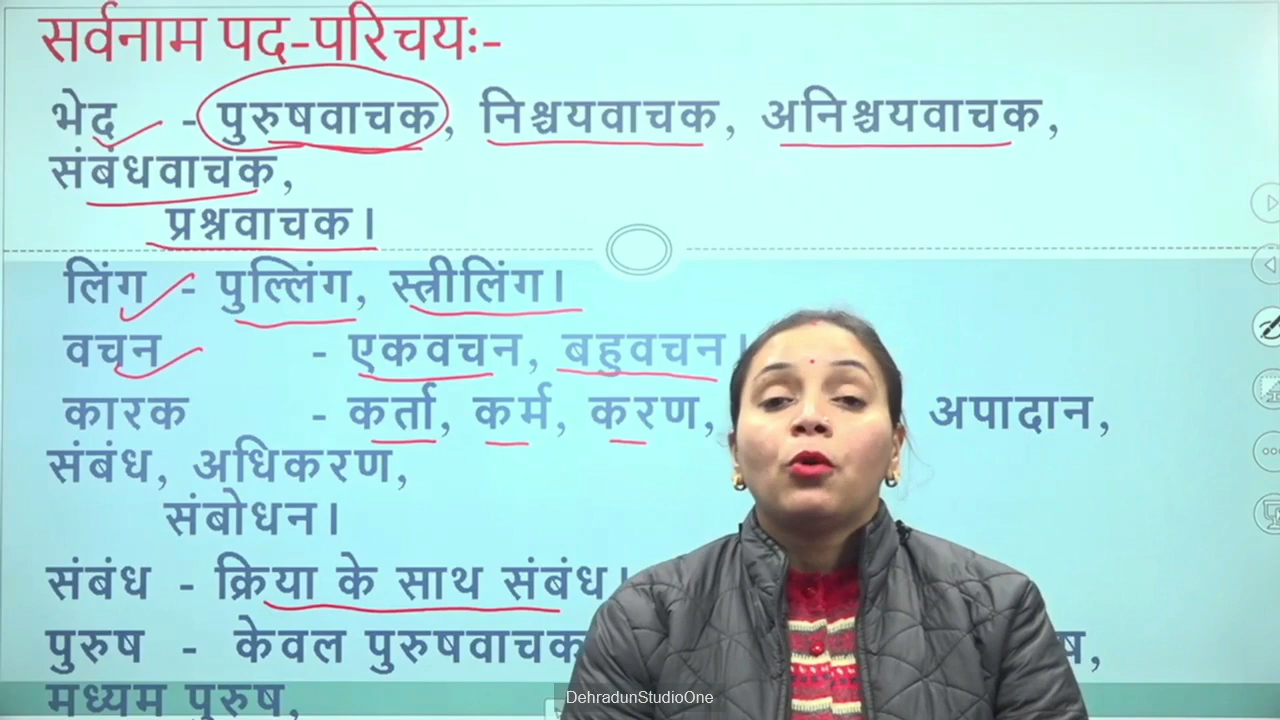 सर्वनाम पद-परिचयः-
भेद - पुरुषवाचक, निश्चयवाचक, अनिश्चयवाचक,
संबंधवाचक,
प्रश्नवाचक।
लिंग - पुल्लिंग, स्त्रीलिंग।
वचन - एकवचन, बहुवचन।
कारक - कर्ता, कर्म, करण, अपादान,
संबंध, अधिकरण,
संबोधन।
संबंध - क्रिया के साथ संबंध।
पुरुष - केवल पुरुषवाचक
मध्यम पुरुष,
DehradunStudioOne